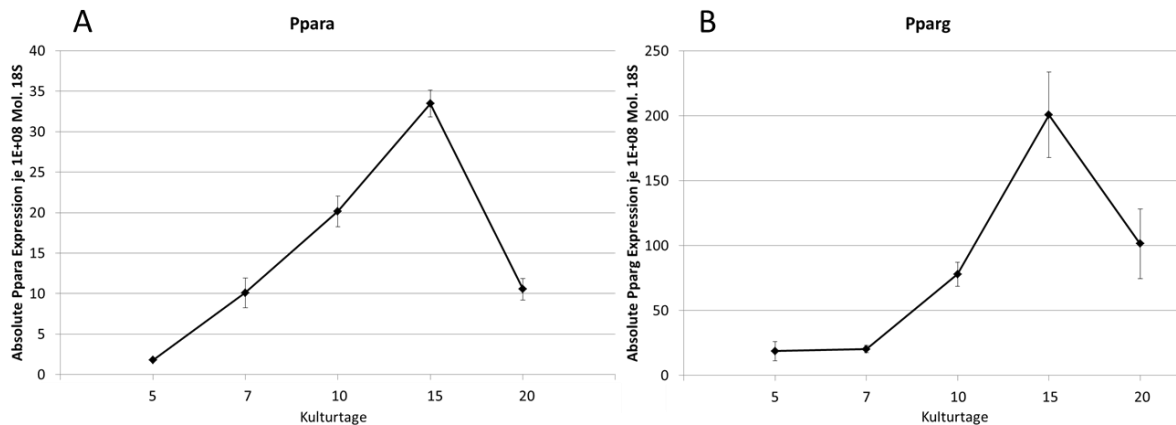 A
Ppara
Absolute Ppara Expression je 1E+08 Mol. 18S
40
35
30
25
20
15
10
5
0
5 7 10 15 20
Kulturtage
B
Pparg
Absolute Pparg Expression je 1E+08 Mol. 18S
250
200
150
100
50
0
5 7 10 15 20
Kulturtage